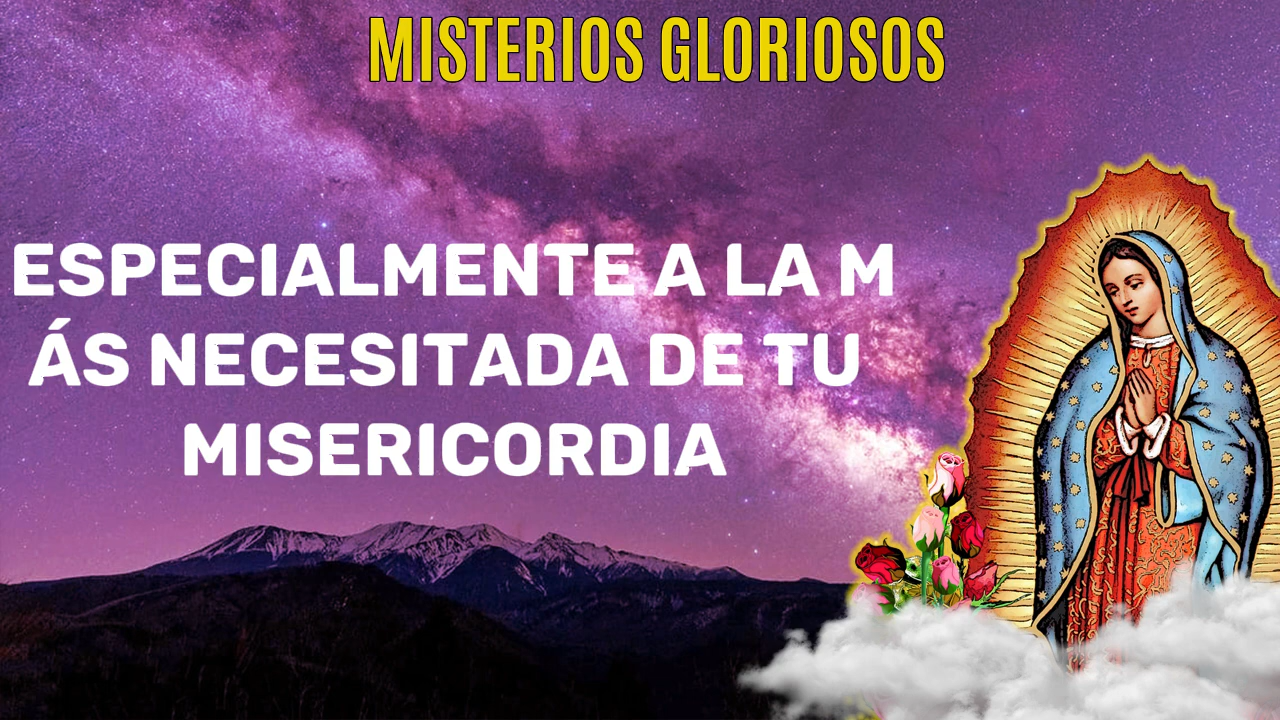 MISTERIOS GLORIOSOS
ESPECIALMENTE A LA M
ÁS NECESITADA DE TU
MISERICORDIA